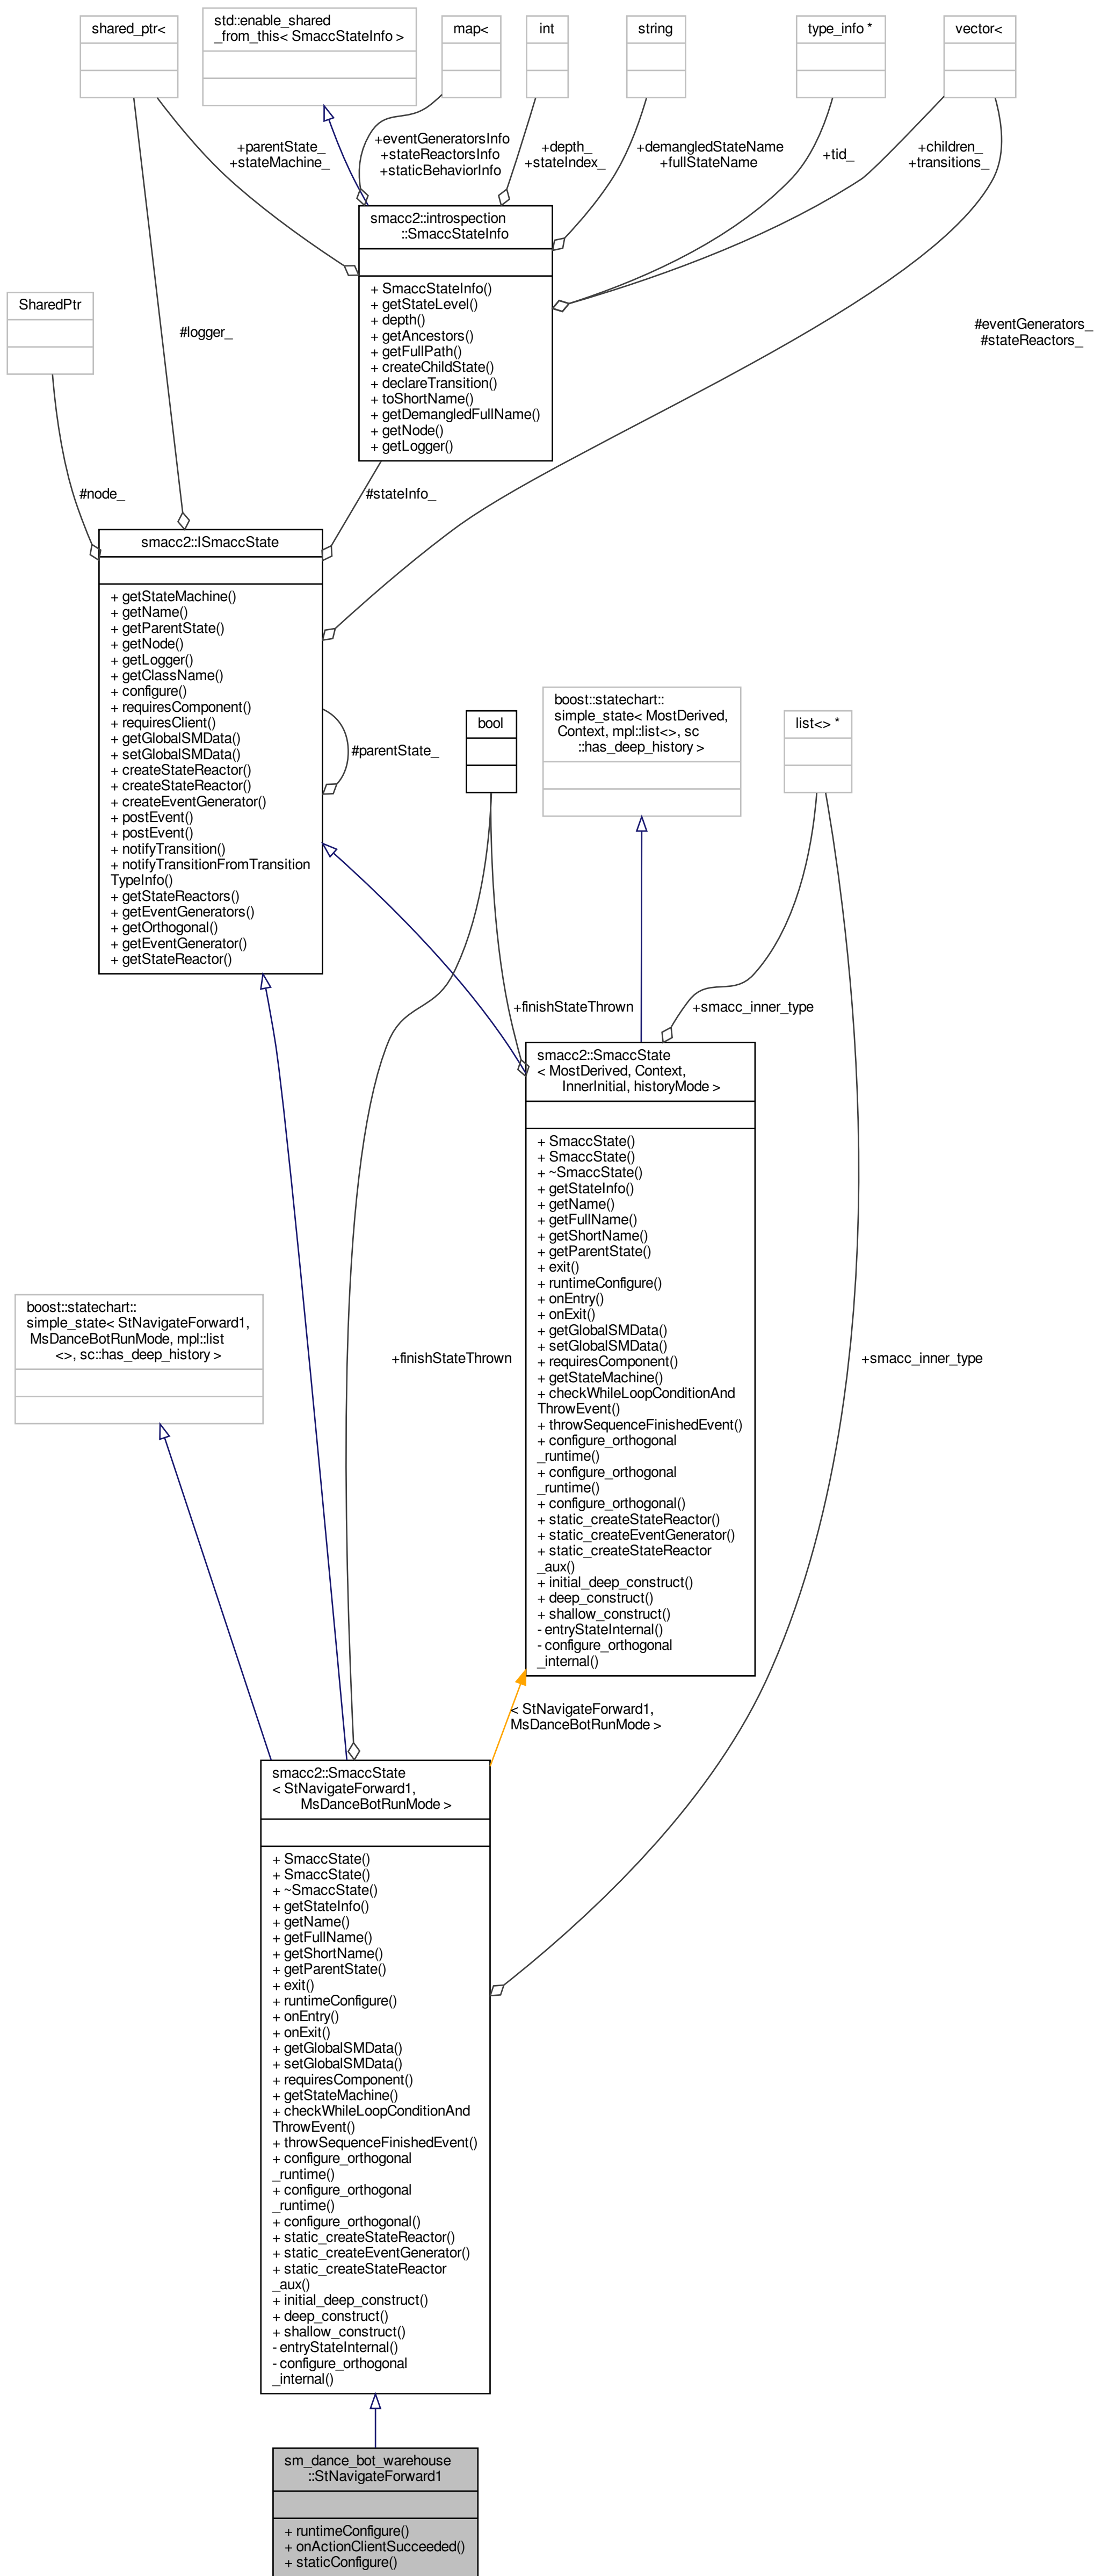 shared_ptr<
std::enable_shared
_from_this< SmaccStateInfo >
map<
int
string
type_info *
vector<
+parentState_
+stateMachine_
+eventGeneratorsInfo
+stateReactorsInfo
+staticBehaviorInfo
+depth_
+stateIndex_
+demangledStateName
+fullStateName
+tid_
+children_
+transitions_
smacc2::introspection
::SmaccStateInfo
+ SmaccStateInfo()
+ getStateLevel()
+ depth()
+ getAncestors()
+ getFullPath()
+ createChildState()
+ declareTransition()
+ toShortName()
+ getDemangledFullName()
+ getNode()
+ getLogger()
SharedPtr
#logger_
#eventGenerators_
#stateReactors_
#node_
#stateInfo_
smacc2::ISmaccState
+ getStateMachine()
+ getName()
+ getParentState()
+ getNode()
+ getLogger()
+ getClassName()
+ configure()
+ requiresComponent()
+ requiresClient()
+ getGlobalSMData()
+ setGlobalSMData()
+ createStateReactor()
+ createStateReactor()
+ createEventGenerator()
+ postEvent()
+ postEvent()
+ notifyTransition()
+ notifyTransitionFromTransition
TypeInfo()
+ getStateReactors()
+ getEventGenerators()
+ getOrthogonal()
+ getEventGenerator()
+ getStateReactor()
#parentState_
bool
boost::statechart::
simple_state< MostDerived,
Context, mpl::list<>, sc
::has_deep_history >
list<> *
+finishStateThrown
+smacc_inner_type
smacc2::SmaccState
< MostDerived, Context,
InnerInitial, historyMode >
+ SmaccState()
+ SmaccState()
+ ~SmaccState()
+ getStateInfo()
+ getName()
+ getFullName()
+ getShortName()
+ getParentState()
+ exit()
+ runtimeConfigure()
+ onEntry()
+ onExit()
+ getGlobalSMData()
+ setGlobalSMData()
+ requiresComponent()
+ getStateMachine()
+ checkWhileLoopConditionAnd
ThrowEvent()
+ throwSequenceFinishedEvent()
+ configure_orthogonal
_runtime()
+ configure_orthogonal
_runtime()
+ configure_orthogonal()
+ static_createStateReactor()
+ static_createEventGenerator()
+ static_createStateReactor
_aux()
+ initial_deep_construct()
+ deep_construct()
+ shallow_construct()
- entryStateInternal()
- configure_orthogonal
_internal()
boost::statechart::
simple_state< StNavigateForward1,
MsDanceBotRunMode, mpl::list
<>, sc::has_deep_history >
+finishStateThrown
+smacc_inner_type
< StNavigateForward1,
MsDanceBotRunMode >
smacc2::SmaccState
< StNavigateForward1,
MsDanceBotRunMode >
+ SmaccState()
+ SmaccState()
+ ~SmaccState()
+ getStateInfo()
+ getName()
+ getFullName()
+ getShortName()
+ getParentState()
+ exit()
+ runtimeConfigure()
+ onEntry()
+ onExit()
+ getGlobalSMData()
+ setGlobalSMData()
+ requiresComponent()
+ getStateMachine()
+ checkWhileLoopConditionAnd
ThrowEvent()
+ throwSequenceFinishedEvent()
+ configure_orthogonal
_runtime()
+ configure_orthogonal
_runtime()
+ configure_orthogonal()
+ static_createStateReactor()
+ static_createEventGenerator()
+ static_createStateReactor
_aux()
+ initial_deep_construct()
+ deep_construct()
+ shallow_construct()
- entryStateInternal()
- configure_orthogonal
_internal()
sm_dance_bot_warehouse
::StNavigateForward1
+ runtimeConfigure()
+ onActionClientSucceeded()
+ staticConfigure()